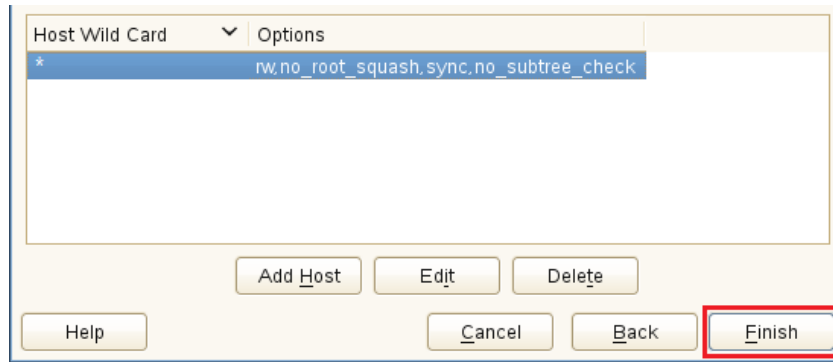 Host Wild Card Options
* rw,no_root_squash,sync,no_subtree_check
Add Host Edit Delete
Help Cancel Back Finish